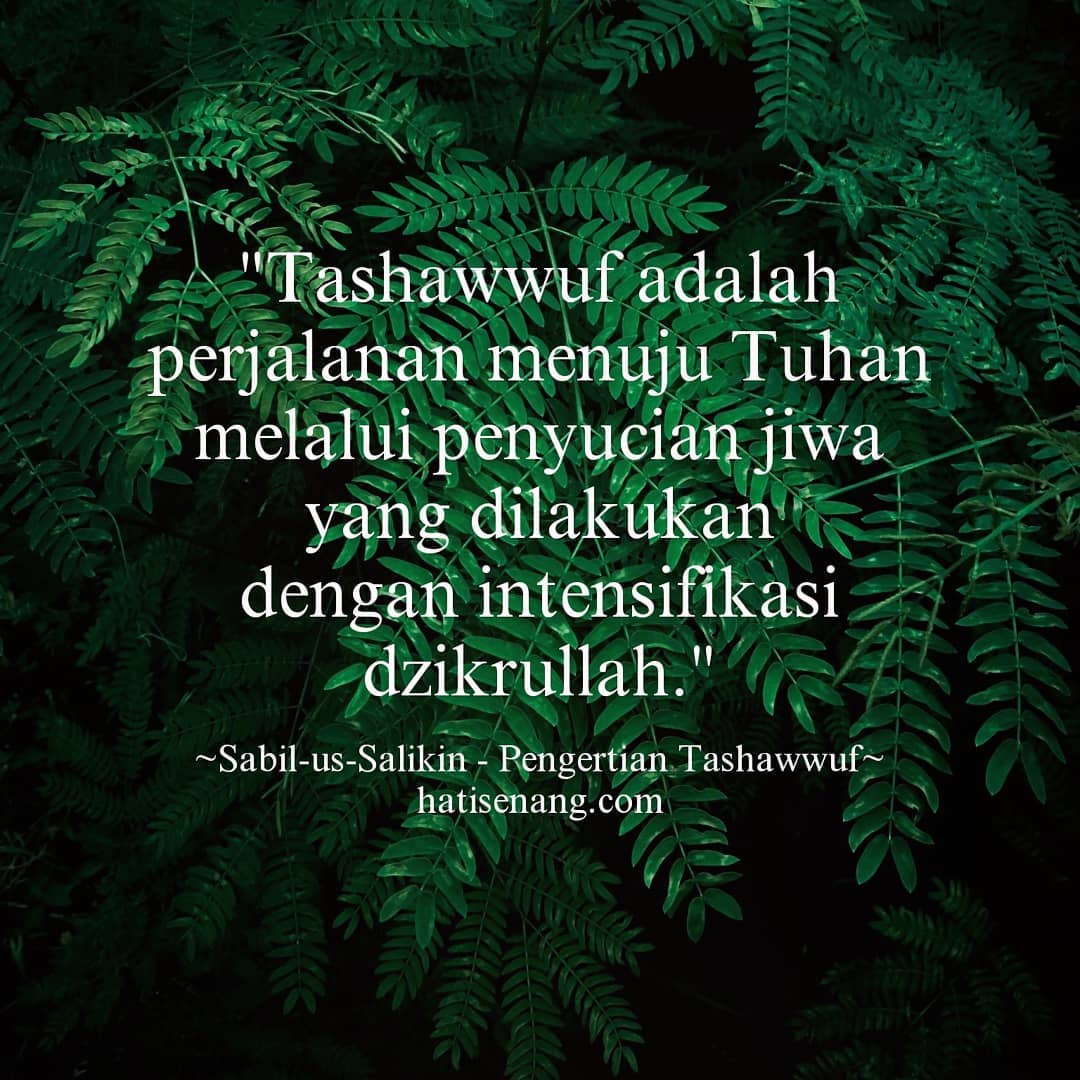 "Tashawwuf adalah
perjalanan menuju Tuhan
melalui penyucian jiwa
yang dilakukan
dengan intensifikasi
dzikrullah."
~Sabil-us-Salikin - Pengertian Tashawwuf~
hatisenang.com